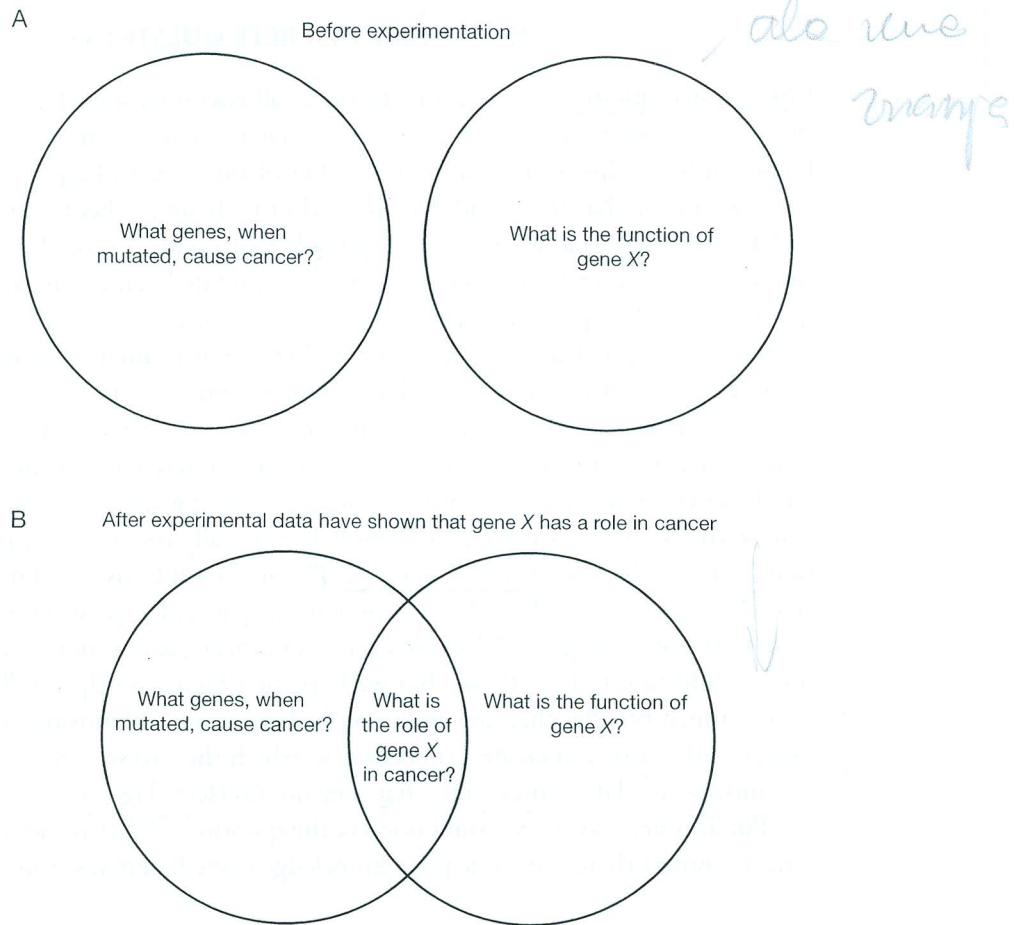 A
Before experimentation
What genes, when
mutated, cause cancer?
What is the function of
gene X?
B
After experimental data have shown that gene X has a role in cancer
What genes, when
mutated, cause cancer?
What is
the role of
gene X
in cancer?
What is the function of
gene X?